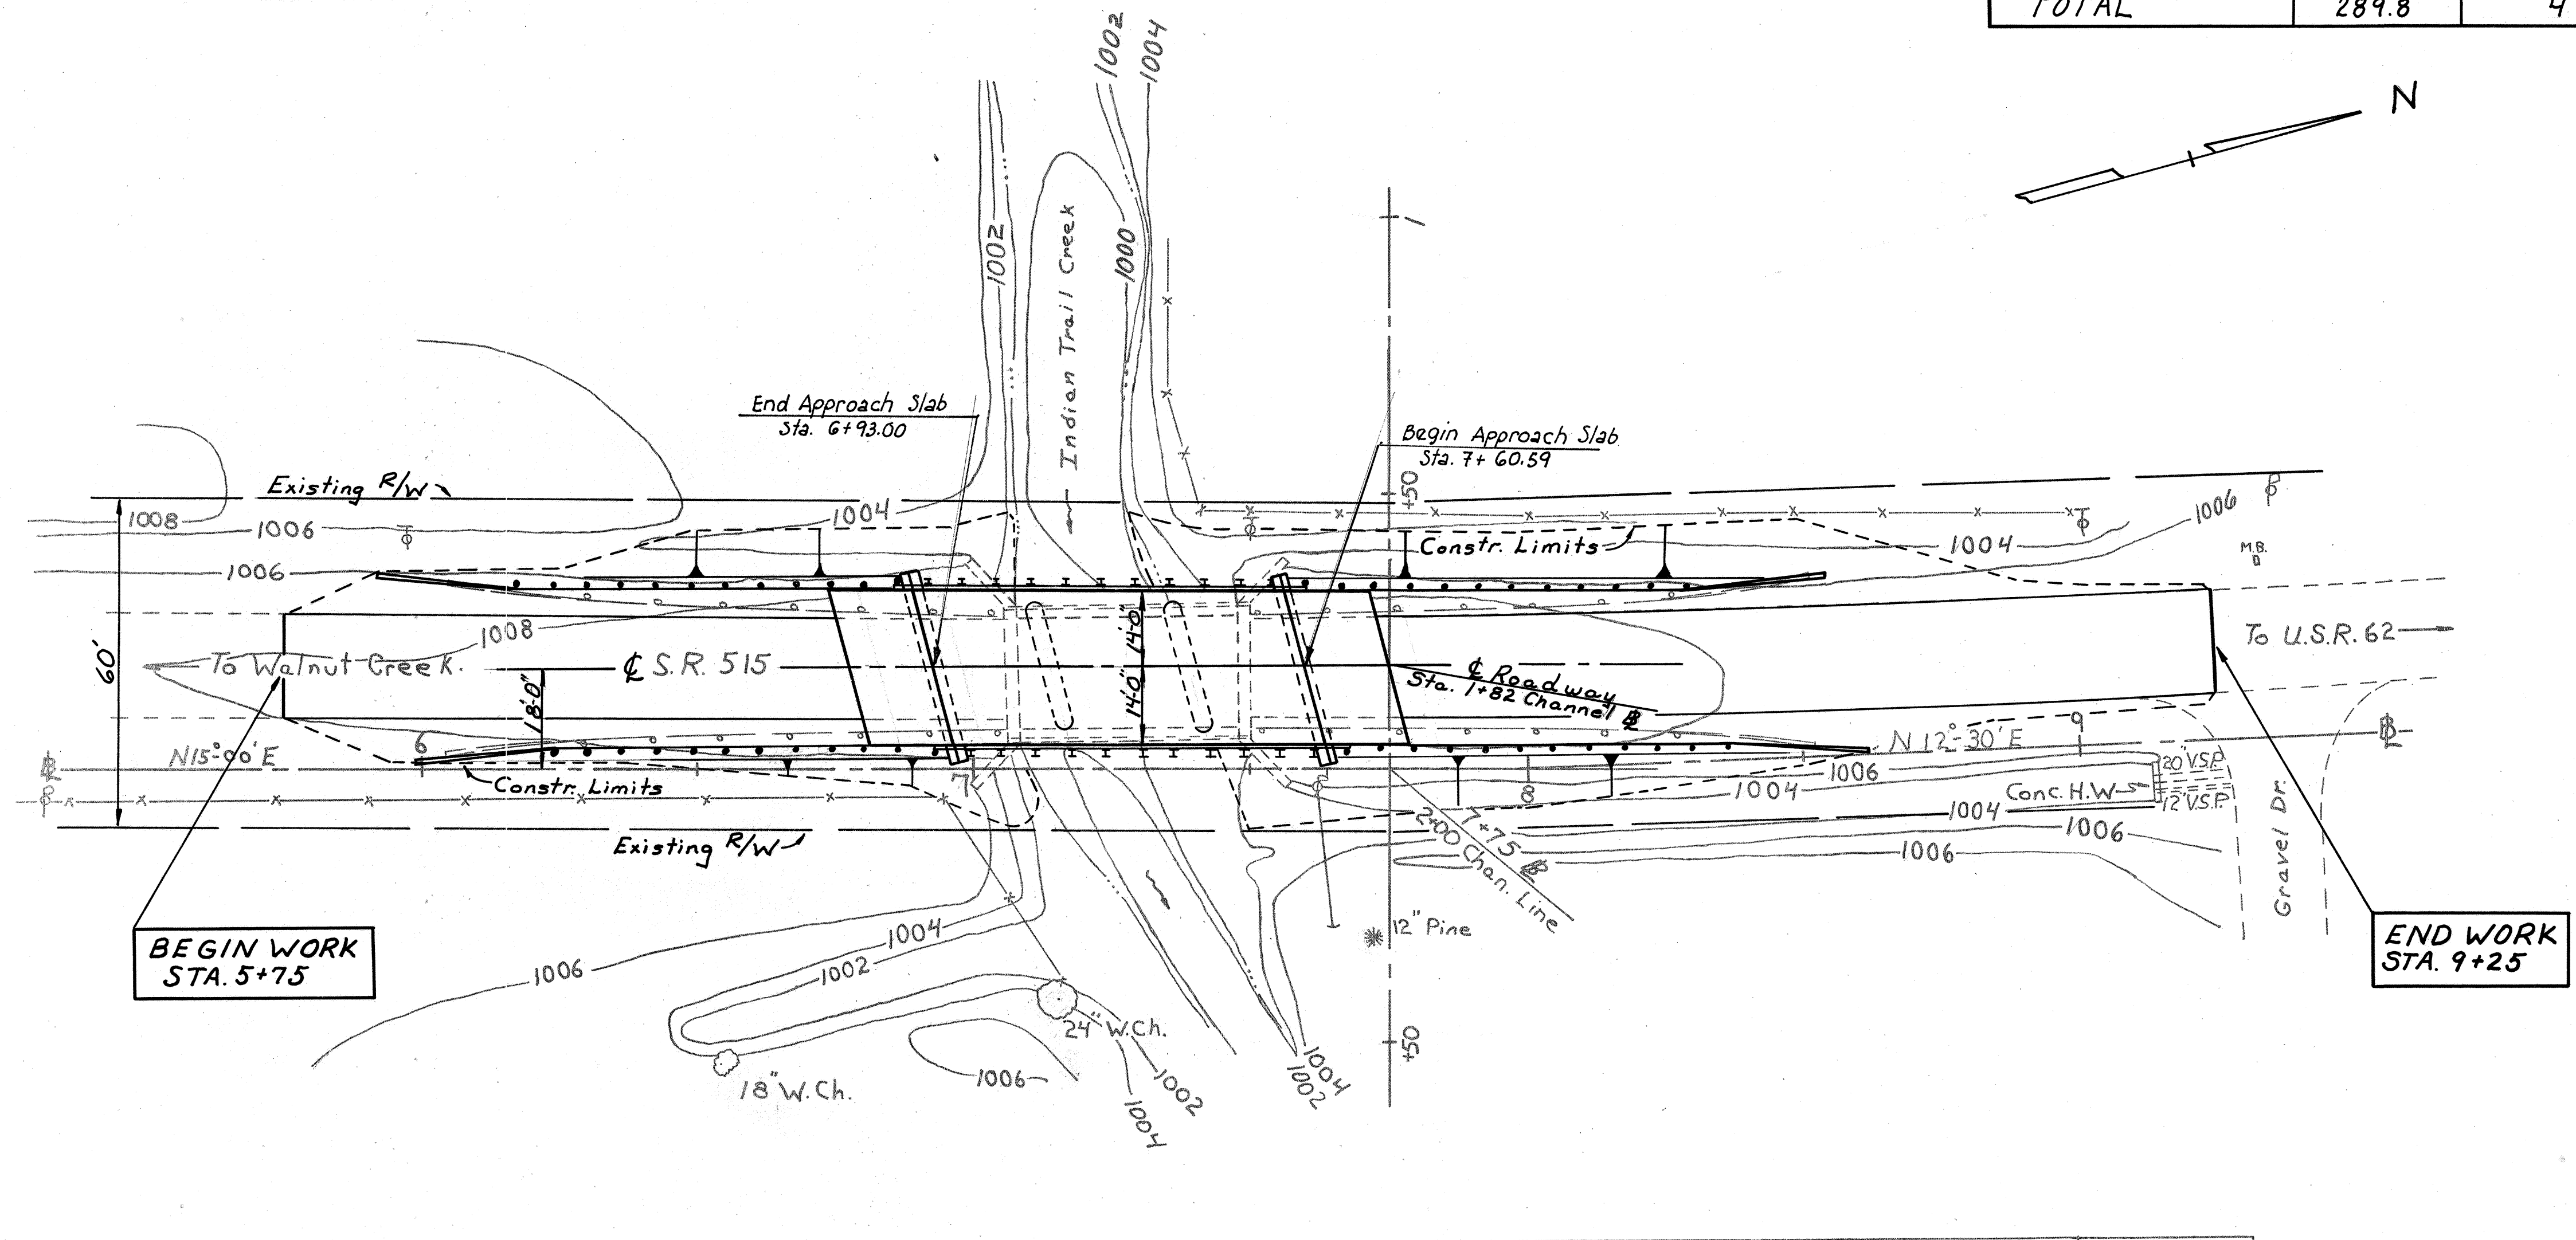 TOTAL 289.8 4
N
1002
1004
1002
Indian Trail Creek
1000
1
End Approach Slab
Sta. 6+93.00
Begin Approach Slab
Sta. 7+60.59
Existing R/W
+50
1008
1006
1004
1006
Constr. Limits
1004
1006
M.B.
1008
60'
To Walnut Creek.
℄ S.R. 515
18'-0"
14'-0"
14'-0"
℄ Roadway
Sta. 1+82 Channel ℄
To U.S.R. 62
N15°-00'E
6
7
8
9
N 12°-30'E
Constr. Limits
1006
1004
Conc. H.W.
20" V.S.P.
12" V.S.P.
1004
1006
1006
Existing R/W
7+75
2+00 Chan. Line
Gravel Dr.
12" Pine
BEGIN WORK
STA. 5+75
END WORK
STA. 9+25
1004
1002
1006
24" W.Ch.
18" W.Ch.
1006
1002
1004
1004
1002
+50